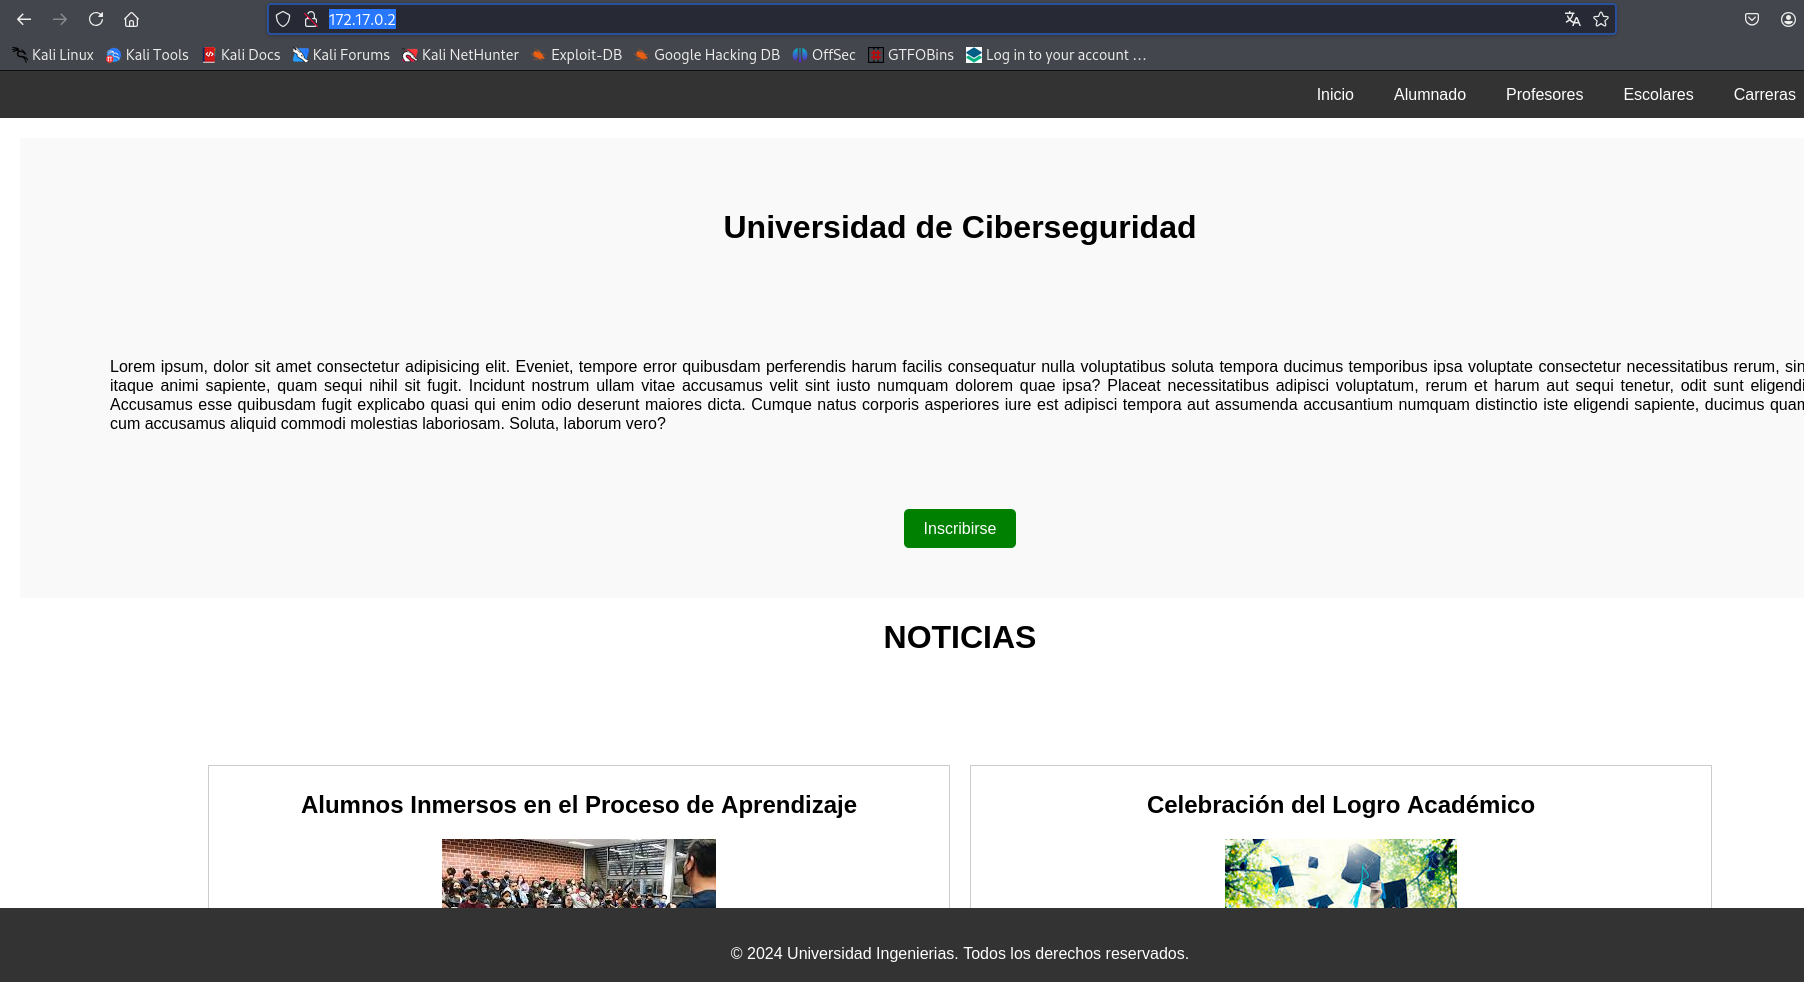 172.17.0.2
Kali Linux Kali Tools Kali Docs Kali Forums Kali NetHunter Exploit-DB Google Hacking DB OffSec GTFOBins Log in to your account …
Inicio Alumnado Profesores Escolares Carreras
Universidad de Ciberseguridad
Lorem ipsum, dolor sit amet consectetur adipisicing elit. Eveniet, tempore error quibusdam perferendis harum facilis consequatur nulla voluptatibus soluta tempora ducimus temporibus ipsa voluptate consectetur necessitatibus rerum, sin
itaque animi sapiente, quam sequi nihil sit fugit. Incidunt nostrum ullam vitae accusamus velit sint iusto numquam dolorem quae ipsa? Placeat necessitatibus adipisci voluptatum, rerum et harum aut sequi tenetur, odit sunt eligendi
Accusamus esse quibusdam fugit explicabo quasi qui enim odio deserunt maiores dicta. Cumque natus corporis asperiores iure est adipisci tempora aut assumenda accusantium numquam distinctio iste eligendi sapiente, ducimus quam
cum accusamus aliquid commodi molestias laboriosam. Soluta, laborum vero?
Inscribirse
NOTICIAS
Alumnos Inmersos en el Proceso de Aprendizaje
Celebración del Logro Académico
© 2024 Universidad Ingenierias. Todos los derechos reservados.